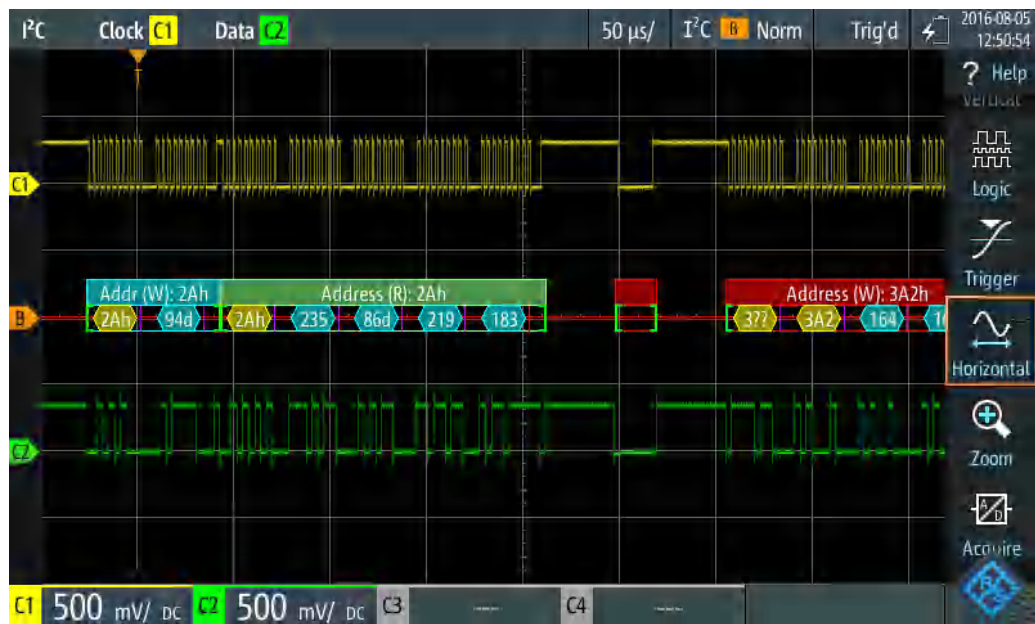 I²C Clock C1 Data C2 50 µs/ I²C B Norm Trig'd 2016-08-05
12:50:54
? Help
Vertical
Logic
Trigger
Horizontal
Zoom
Acquire
T
C1
Addr (W): 2Ah Address (R): 2Ah Address (W): 3A2h
B 2Ah 94d 2Ah 235 86d 219 183 3?? 3A2 164
C2
C1 500 mV/ DC C2 500 mV/ DC C3 C4
A/D
R&S